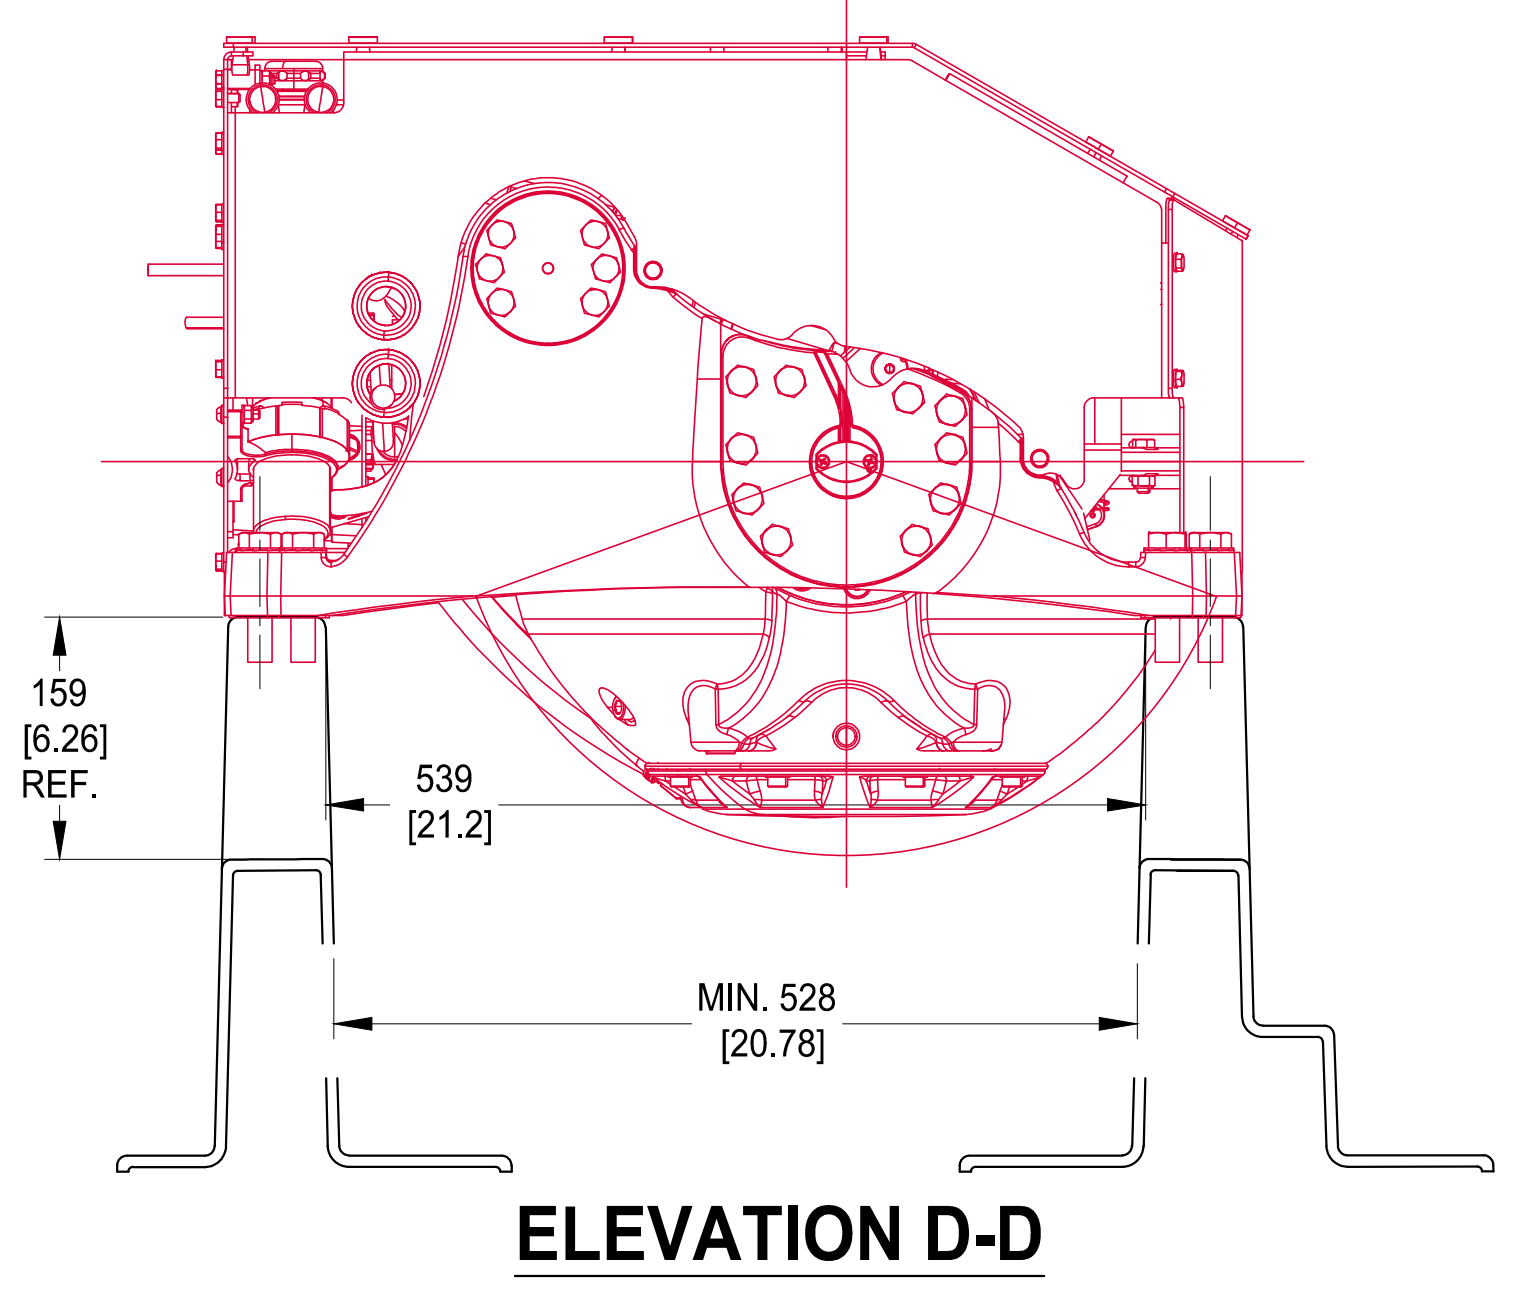 159
[6.26]
REF.
539
[21.2]
MIN. 528
[20.78]
ELEVATION D-D